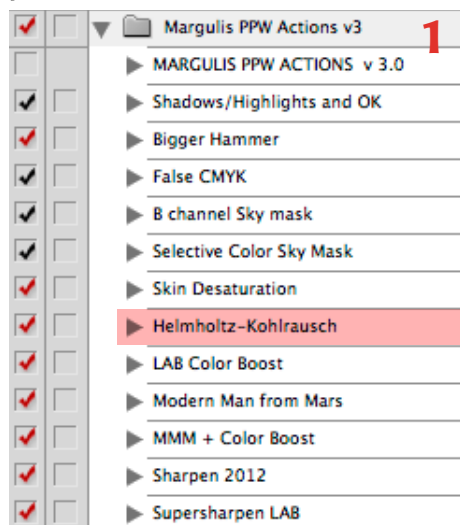 Margulis PPW Actions v3
1
MARGULIS PPW ACTIONS v 3.0
Shadows/Highlights and OK
Bigger Hammer
False CMYK
B channel Sky mask
Selective Color Sky Mask
Skin Desaturation
Helmholtz-Kohlrausch
LAB Color Boost
Modern Man from Mars
MMM + Color Boost
Sharpen 2012
Supersharpen LAB